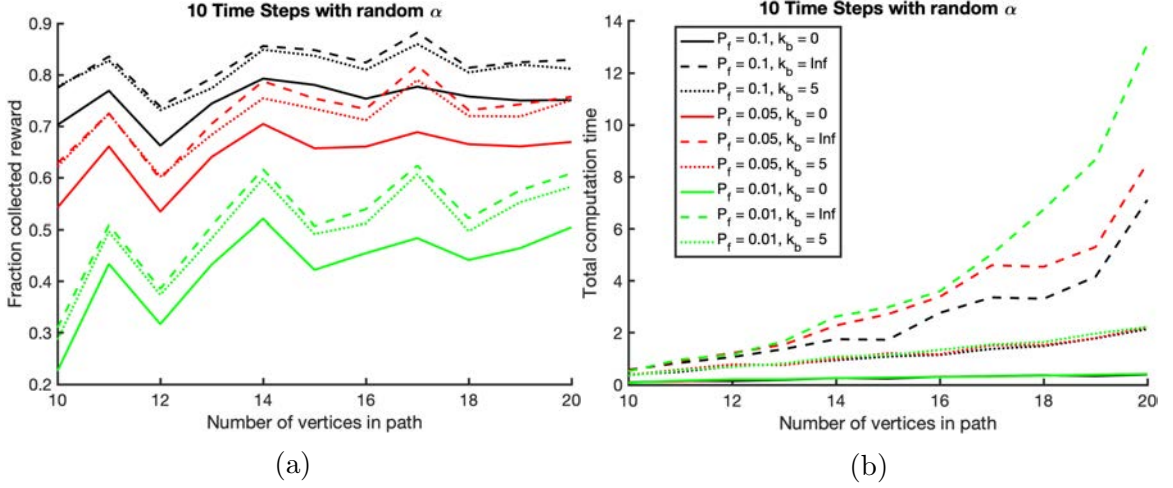 10 Time Steps with random α
0.9
0.8
0.7
0.6
0.5
0.4
0.3
0.2
Fraction collected reward
10 12 14 16 18 20
Number of vertices in path
(a)
10 Time Steps with random α
14
12
10
8
6
4
2
0
Total computation time
P_f = 0.1, k_b = 0
P_f = 0.1, k_b = Inf
P_f = 0.1, k_b = 5
P_f = 0.05, k_b = 0
P_f = 0.05, k_b = Inf
P_f = 0.05, k_b = 5
P_f = 0.01, k_b = 0
P_f = 0.01, k_b = Inf
P_f = 0.01, k_b = 5
10 12 14 16 18 20
Number of vertices in path
(b)